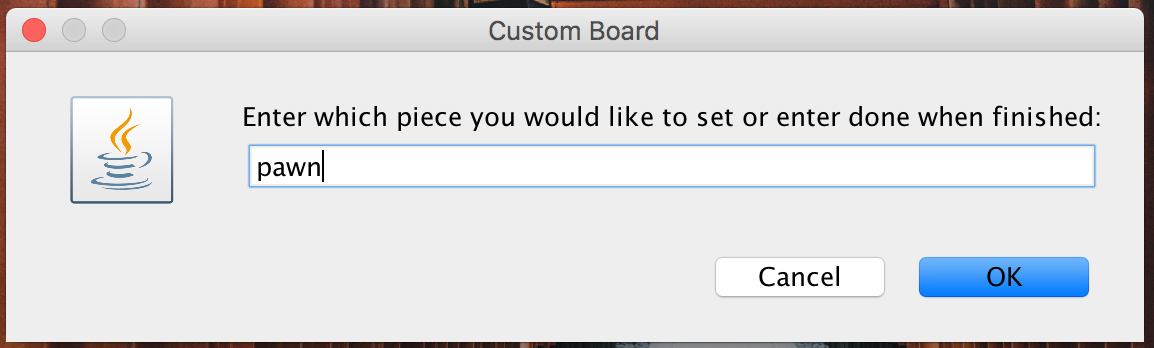 Custom Board
Enter which piece you would like to set or enter done when finished:
pawn
Cancel
OK